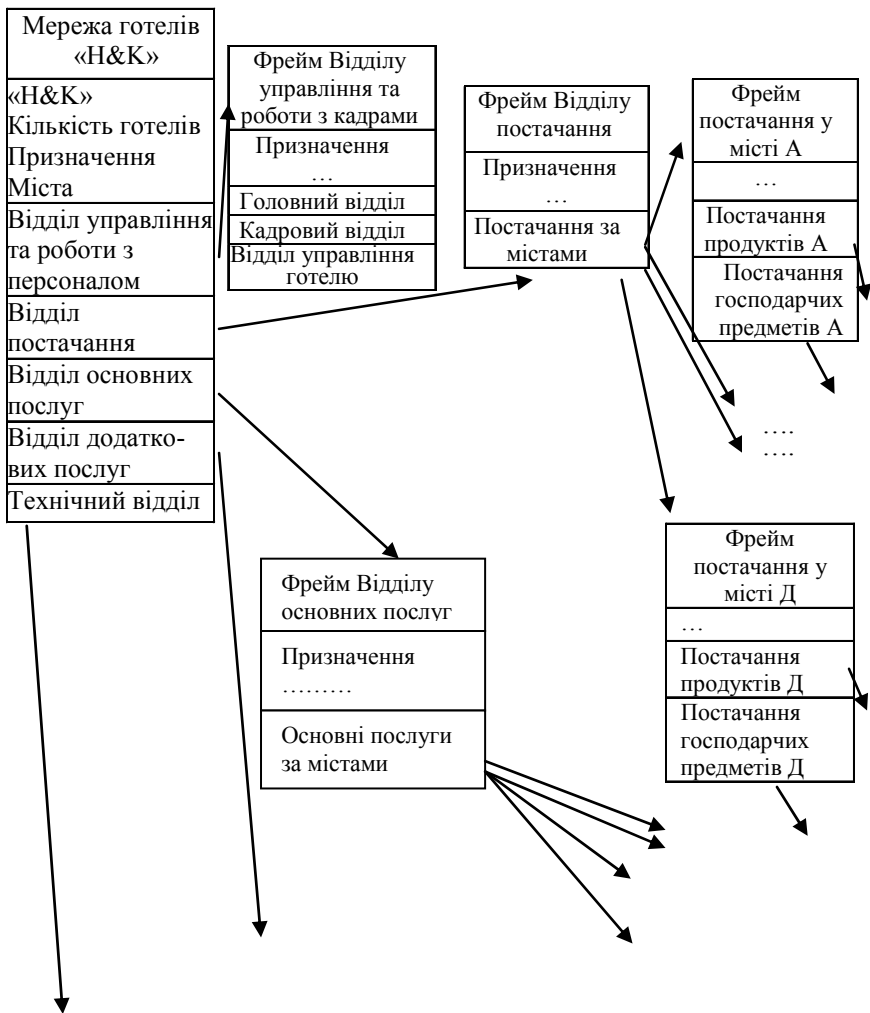 Мережа готелів
«H&K»
«H&K»
Кількість готелів
Призначення
Міста
Відділ управління
та роботи з
персоналом
Відділ
постачання
Відділ основних
послуг
Відділ додатко-
вих послуг
Технічний відділ
Фрейм Відділу
управління та
роботи з кадрами
Призначення
…
Головний відділ
Кадровий відділ
Відділ управління
готелю
Фрейм Відділу
постачання
Призначення
…
Постачання за
містами
Фрейм
постачання у
місті А
…
Постачання
продуктів А
Постачання
господарчих
предметів А
….
….
Фрейм Відділу
основних послуг
Призначення
………
Основні послуги
за містами
Фрейм
постачання у
місті Д
…
Постачання
продуктів Д
Постачання
господарчих
предметів Д